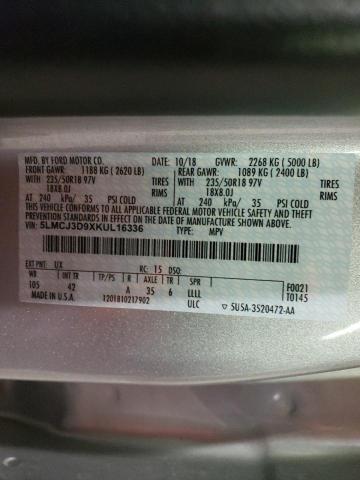 MFD. BY FORD MOTOR CO. DATE: 10/18 GVWR: 2268 KG ( 5000 LB)
FRONT GAWR: 1188 KG ( 2620 LB) REAR GAWR: 1089 KG ( 2400 LB)
WITH 235/50R18 97V TIRES WITH 235/50R18 97V TIRES
18X8.0J RIMS 18X8.0J RIMS
AT 240 kPa/ 35 PSI COLD AT 240 kPa/ 35 PSI COLD
THIS VEHICLE CONFORMS TO ALL APPLICABLE FEDERAL MOTOR VEHICLE SAFETY AND THEFT PREVENTION STANDARDS IN EFFECT ON THE DATE OF MANUFACTURE SHOWN ABOVE.
VIN: 5LMCJ3D9XKUL16336 TYPE: MPV
EXT PNT: UX RC: 15 DSO:
WB INT TR TP/PS R AXLE TR SPR F0021
105 42 A 35 6 LLLL T0145
MADE IN U.S.A. 1201810217902 ULC ▽ 5U5A-3520472-AA